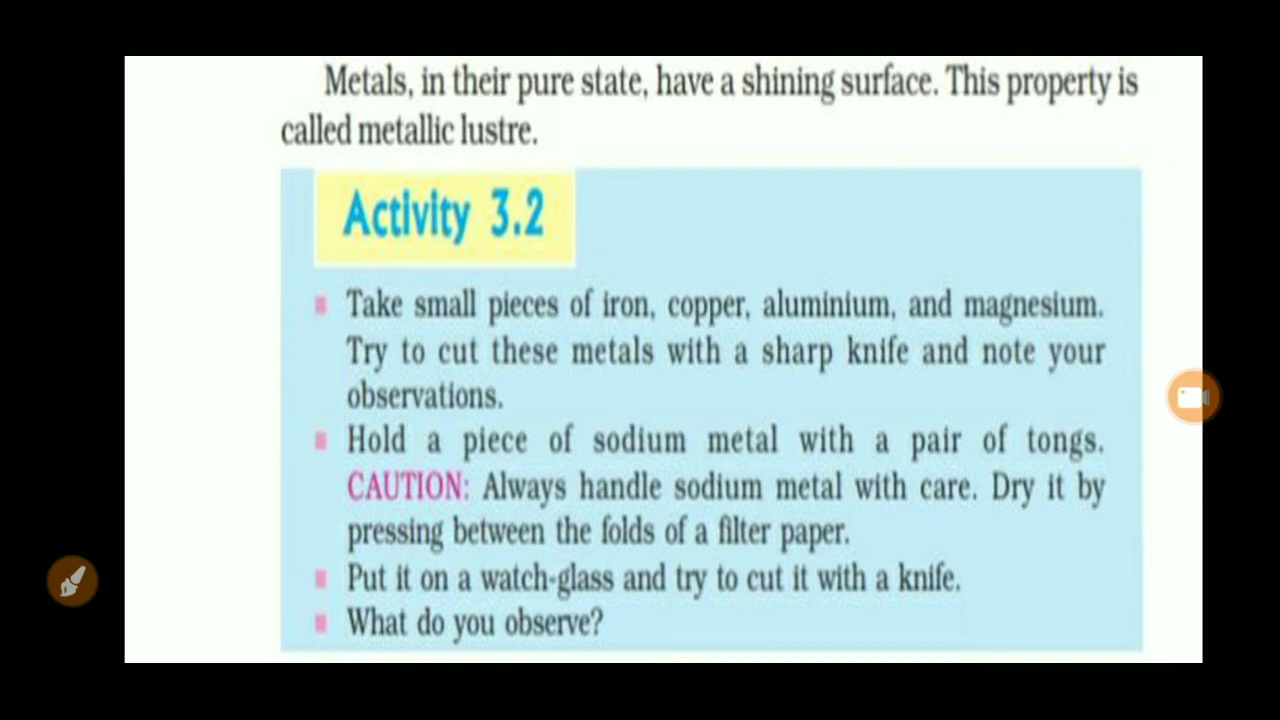 Metals, in their pure state, have a shining surface. This property is
called metallic lustre.
Activity 3.2
Take small pieces of iron, copper, aluminium, and magnesium.
Try to cut these metals with a sharp knife and note your
observations.
Hold a piece of sodium metal with a pair of tongs.
CAUTION: Always handle sodium metal with care. Dry it by
pressing between the folds of a filter paper.
Put it on a watch-glass and try to cut it with a knife.
What do you observe?